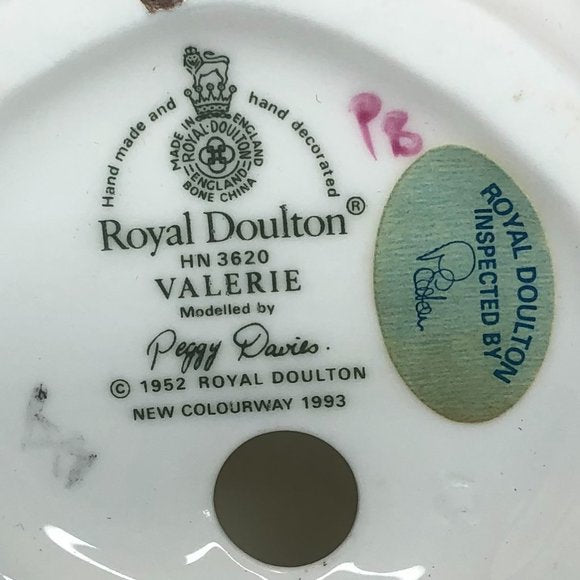 Hand made and hand decorated
MADE IN ENGLAND
ROYAL·DOULTON
ENGLAND
BONE CHINA
Royal Doulton®
HN 3620
VALERIE
Modelled by
Peggy Davies.
© 1952 ROYAL DOULTON
NEW COLOURWAY 1993
PB
ROYAL DOULTON
INSPECTED BY